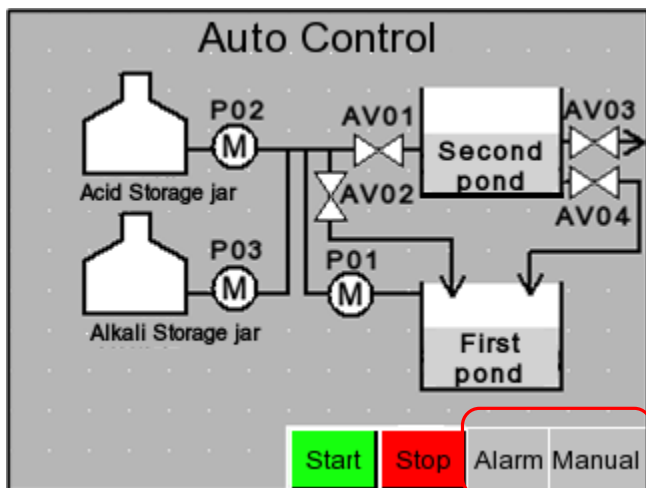 Auto Control
P02
M
AV01
AV03
Second
pond
Acid Storage jar
AV02
AV04
P03
M
P01
M
Alkali Storage jar
First
pond
Start
Stop
Alarm
Manual